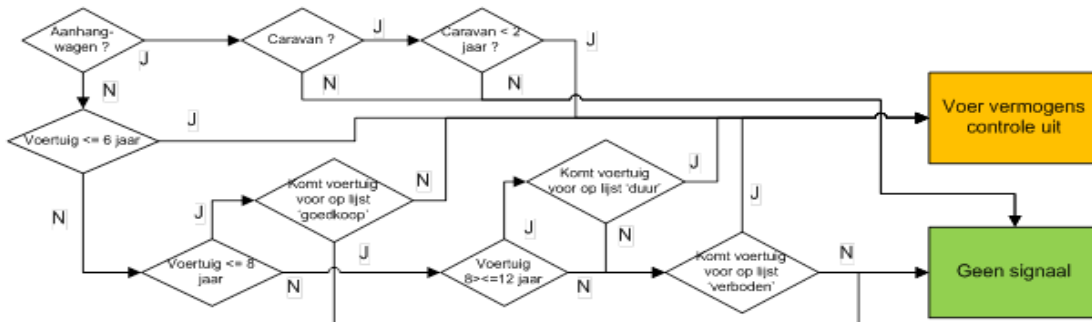 Aanhang-
wagen ?
J
N
Caravan ?
J
N
Caravan < 2
jaar ?
J
N
Voer vermogens
controle uit
Voertuig <= 6 jaar
J
N
Komt voertuig
voor op lijst
'goedkoop'
N
J
Komt voertuig
voor op lijst 'duur'
J
N
Voertuig <= 8
jaar
J
N
Voertuig
8><=12 jaar
J
N
Komt voertuig
voor op lijst
'verboden'
J
N
Geen signaal